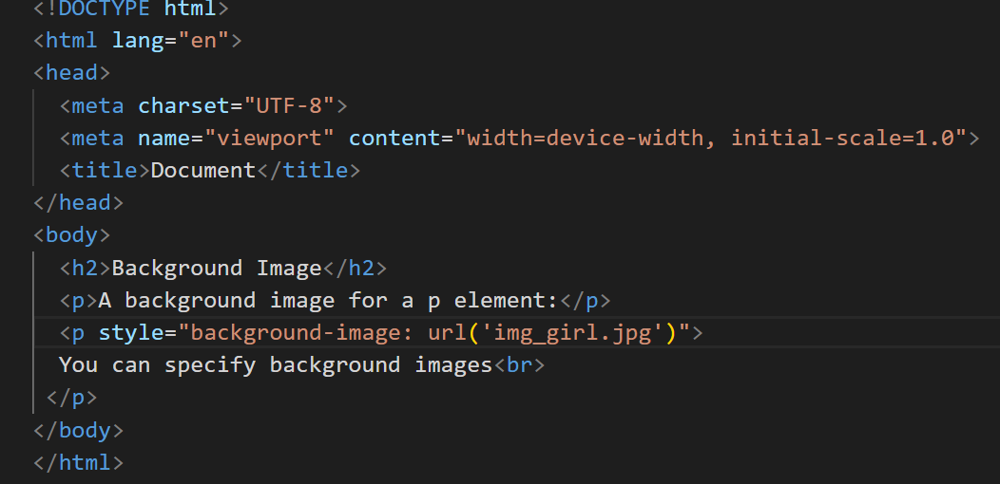 <!DOCTYPE html>
<html lang="en">
<head>
  <meta charset="UTF-8">
  <meta name="viewport" content="width=device-width, initial-scale=1.0">
  <title>Document</title>
</head>
<body>
  <h2>Background Image</h2>
  <p>A background image for a p element:</p>
  <p style="background-image: url('img_girl.jpg')">
  You can specify background images<br>
 </p>
</body>
</html>